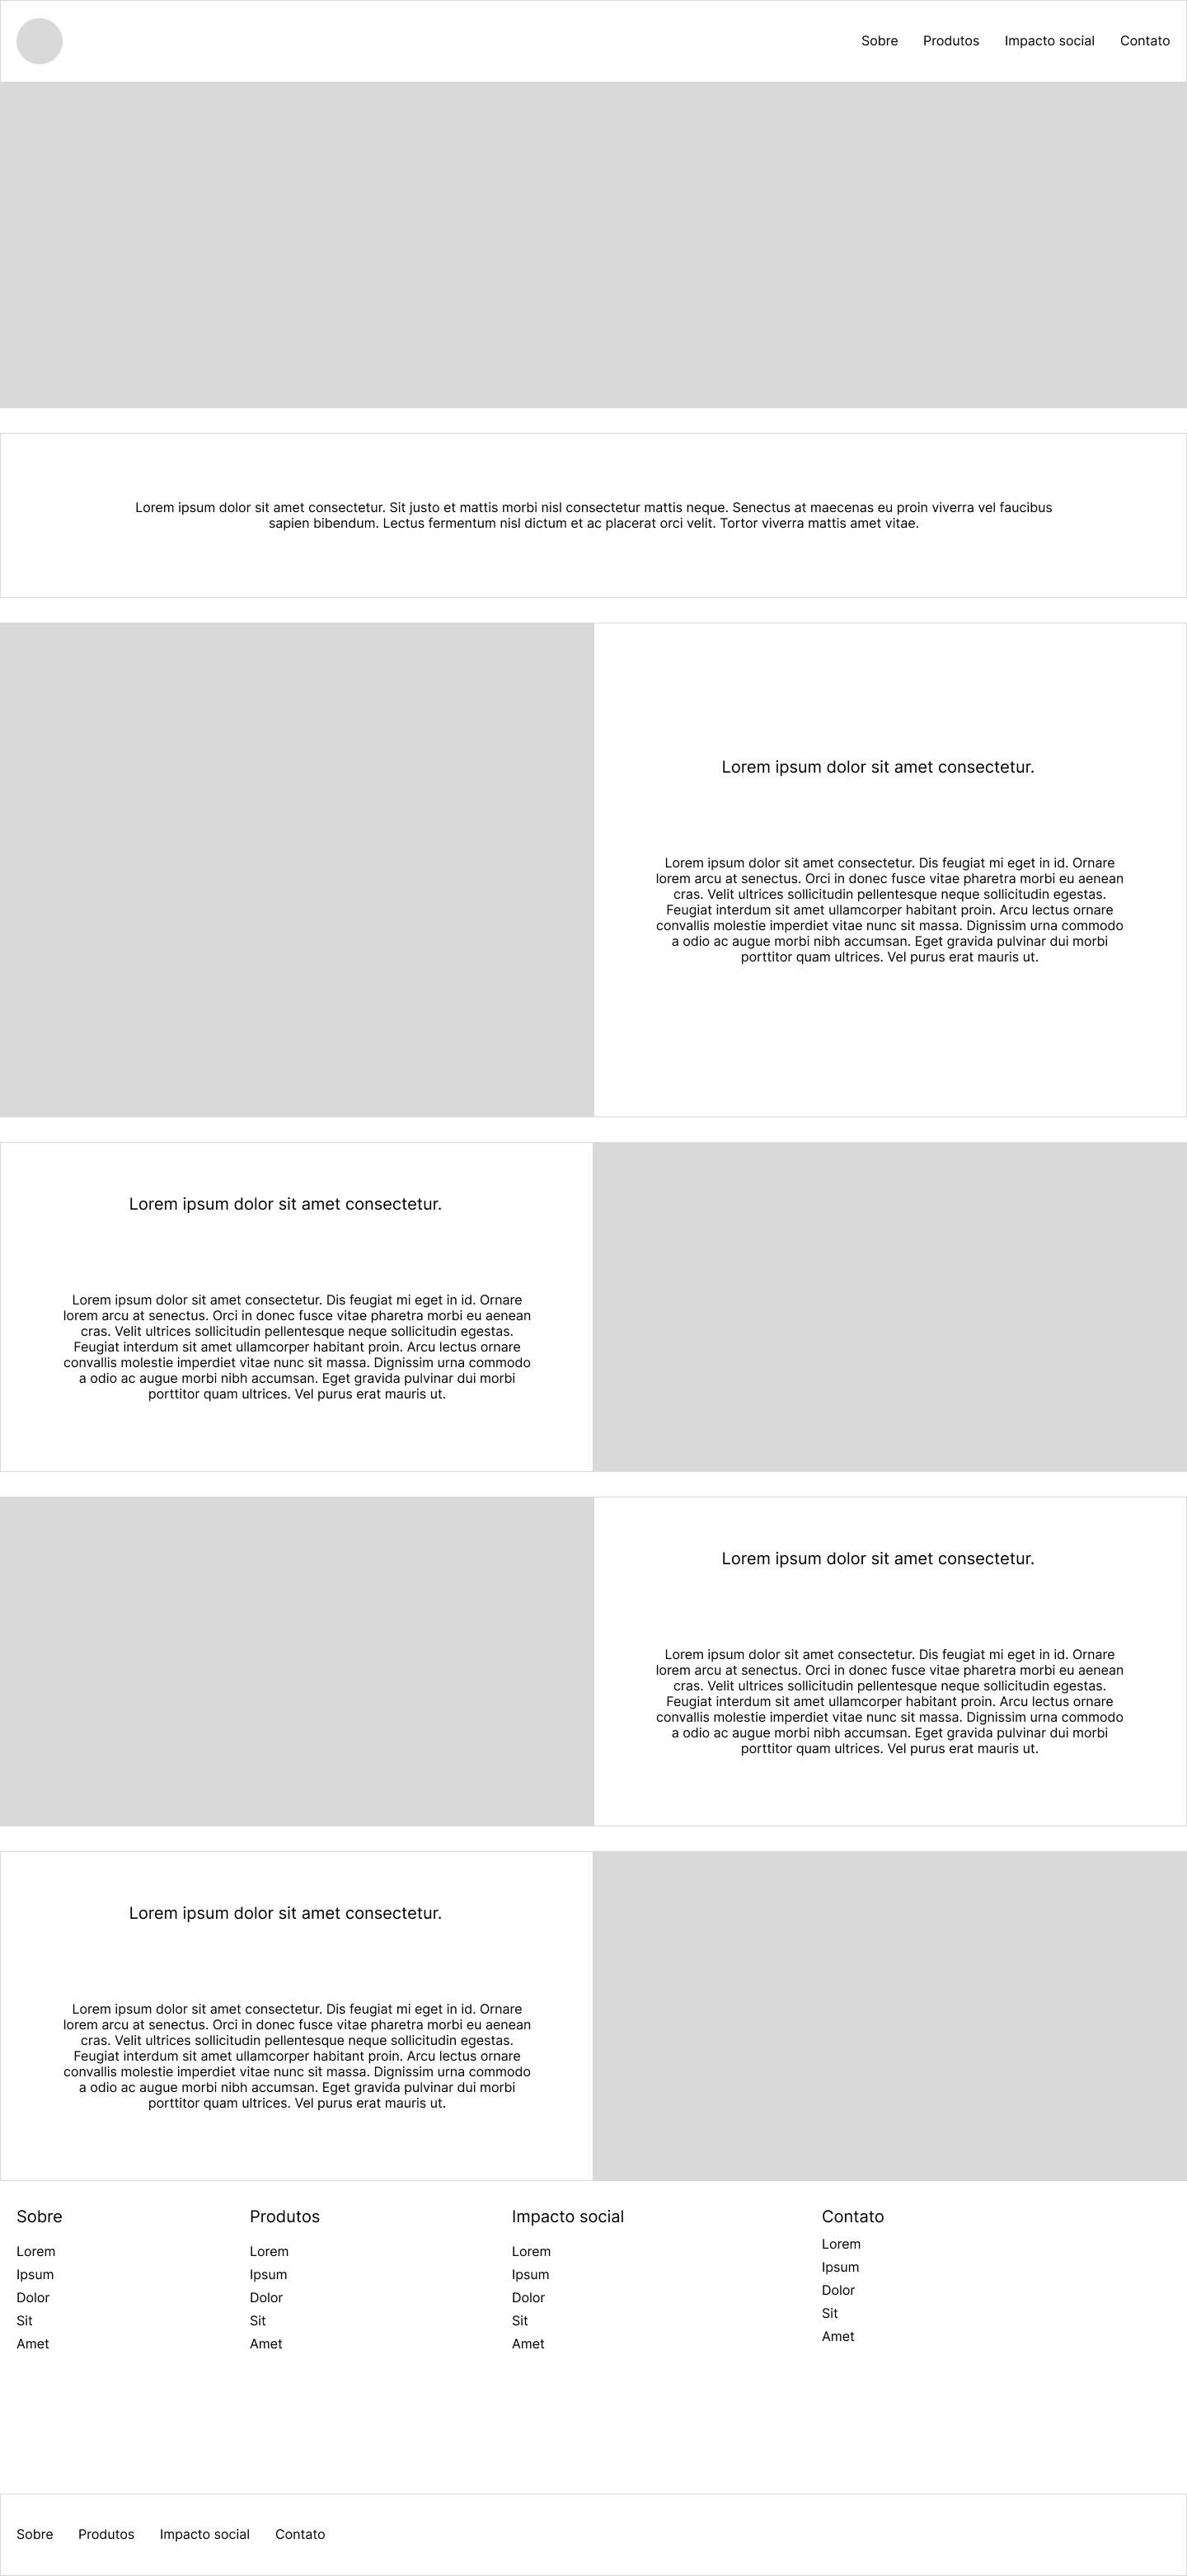 Sobre Produtos Impacto social Contato
Lorem ipsum dolor sit amet consectetur. Sit justo et mattis morbi nisl consectetur mattis neque. Senectus at maecenas eu proin viverra vel faucibus
sapien bibendum. Lectus fermentum nisl dictum et ac placerat orci velit. Tortor viverra mattis amet vitae.
Lorem ipsum dolor sit amet consectetur.
Lorem ipsum dolor sit amet consectetur. Dis feugiat mi eget in id. Ornare
lorem arcu at senectus. Orci in donec fusce vitae pharetra morbi eu aenean
cras. Velit ultrices sollicitudin pellentesque neque sollicitudin egestas.
Feugiat interdum sit amet ullamcorper habitant proin. Arcu lectus ornare
convallis molestie imperdiet vitae nunc sit massa. Dignissim urna commodo
a odio ac augue morbi nibh accumsan. Eget gravida pulvinar dui morbi
porttitor quam ultrices. Vel purus erat mauris ut.
Lorem ipsum dolor sit amet consectetur.
Lorem ipsum dolor sit amet consectetur. Dis feugiat mi eget in id. Ornare
lorem arcu at senectus. Orci in donec fusce vitae pharetra morbi eu aenean
cras. Velit ultrices sollicitudin pellentesque neque sollicitudin egestas.
Feugiat interdum sit amet ullamcorper habitant proin. Arcu lectus ornare
convallis molestie imperdiet vitae nunc sit massa. Dignissim urna commodo
a odio ac augue morbi nibh accumsan. Eget gravida pulvinar dui morbi
porttitor quam ultrices. Vel purus erat mauris ut.
Lorem ipsum dolor sit amet consectetur.
Lorem ipsum dolor sit amet consectetur. Dis feugiat mi eget in id. Ornare
lorem arcu at senectus. Orci in donec fusce vitae pharetra morbi eu aenean
cras. Velit ultrices sollicitudin pellentesque neque sollicitudin egestas.
Feugiat interdum sit amet ullamcorper habitant proin. Arcu lectus ornare
convallis molestie imperdiet vitae nunc sit massa. Dignissim urna commodo
a odio ac augue morbi nibh accumsan. Eget gravida pulvinar dui morbi
porttitor quam ultrices. Vel purus erat mauris ut.
Lorem ipsum dolor sit amet consectetur.
Lorem ipsum dolor sit amet consectetur. Dis feugiat mi eget in id. Ornare
lorem arcu at senectus. Orci in donec fusce vitae pharetra morbi eu aenean
cras. Velit ultrices sollicitudin pellentesque neque sollicitudin egestas.
Feugiat interdum sit amet ullamcorper habitant proin. Arcu lectus ornare
convallis molestie imperdiet vitae nunc sit massa. Dignissim urna commodo
a odio ac augue morbi nibh accumsan. Eget gravida pulvinar dui morbi
porttitor quam ultrices. Vel purus erat mauris ut.
Sobre
Lorem
Ipsum
Dolor
Sit
Amet
Produtos
Lorem
Ipsum
Dolor
Sit
Amet
Impacto social
Lorem
Ipsum
Dolor
Sit
Amet
Contato
Lorem
Ipsum
Dolor
Sit
Amet
Sobre Produtos Impacto social Contato